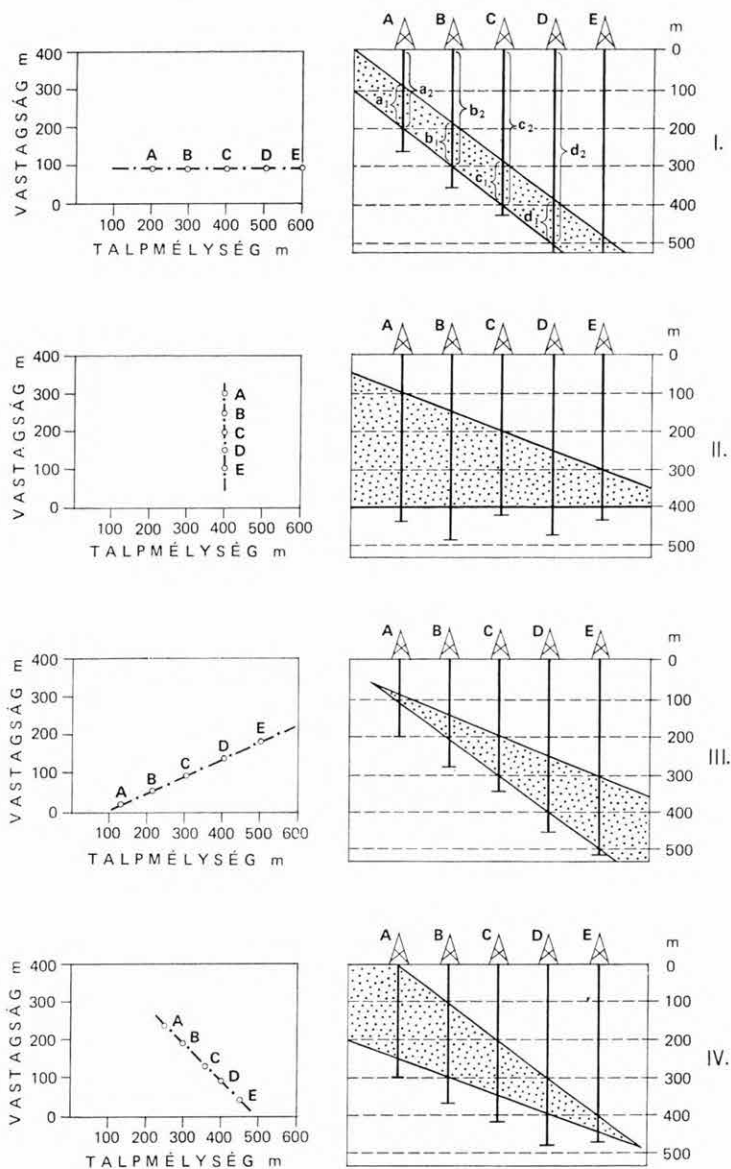 VASTAGSÁG m
400
300
200
100
0
A B C D E
100 200 300 400 500 600
TALPMÉLYSÉG m
A B C D E
m
a₁ a₂
b₁ b₂
c₁ c₂
d₁ d₂
0
100
200
300
400
500
I.
VASTAGSÁG m
400
300
200
100
0
A
B
C
D
E
100 200 300 400 500 600
TALPMÉLYSÉG m
A B C D E
m
0
100
200
300
400
500
II.
VASTAGSÁG m
400
300
200
100
0
A B C D E
100 200 300 400 500 600
TALPMÉLYSÉG m
A B C D E
m
0
100
200
300
400
500
III.
VASTAGSÁG m
400
300
200
100
0
A
B
C
D
E
100 200 300 400 500 600
TALPMÉLYSÉG m
A B C D E
m
0
100
200
300
400
500
IV.